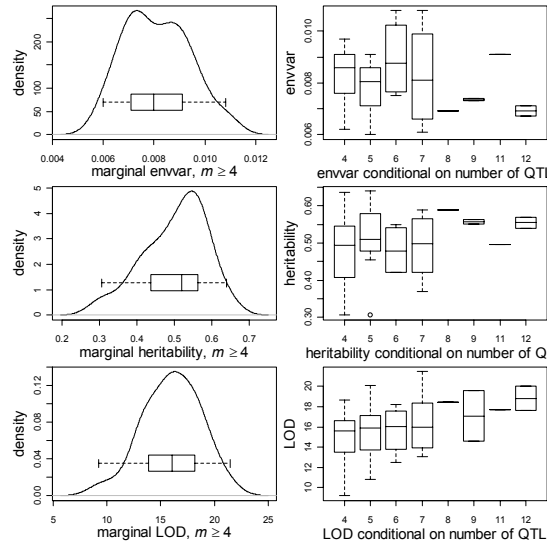 density
0 50 100 200
0.004 0.006 0.008 0.010 0.012
marginal envar, m ≥ 4
envvar
0.006 0.008 0.010
4 5 6 7 8 9 11 12
envvar conditional on number of QTL
density
0 1 2 3 4 5
0.2 0.3 0.4 0.5 0.6 0.7
marginal heritability, m ≥ 4
heritability
0.30 0.40 0.50 0.60
4 5 6 7 8 9 11 12
heritability conditional on number of Q
density
0.00 0.04 0.08 0.12
5 10 15 20 25
marginal LOD, m ≥ 4
LOD
10 12 14 16 18 20
4 5 6 7 8 9 11 12
LOD conditional on number of QTL